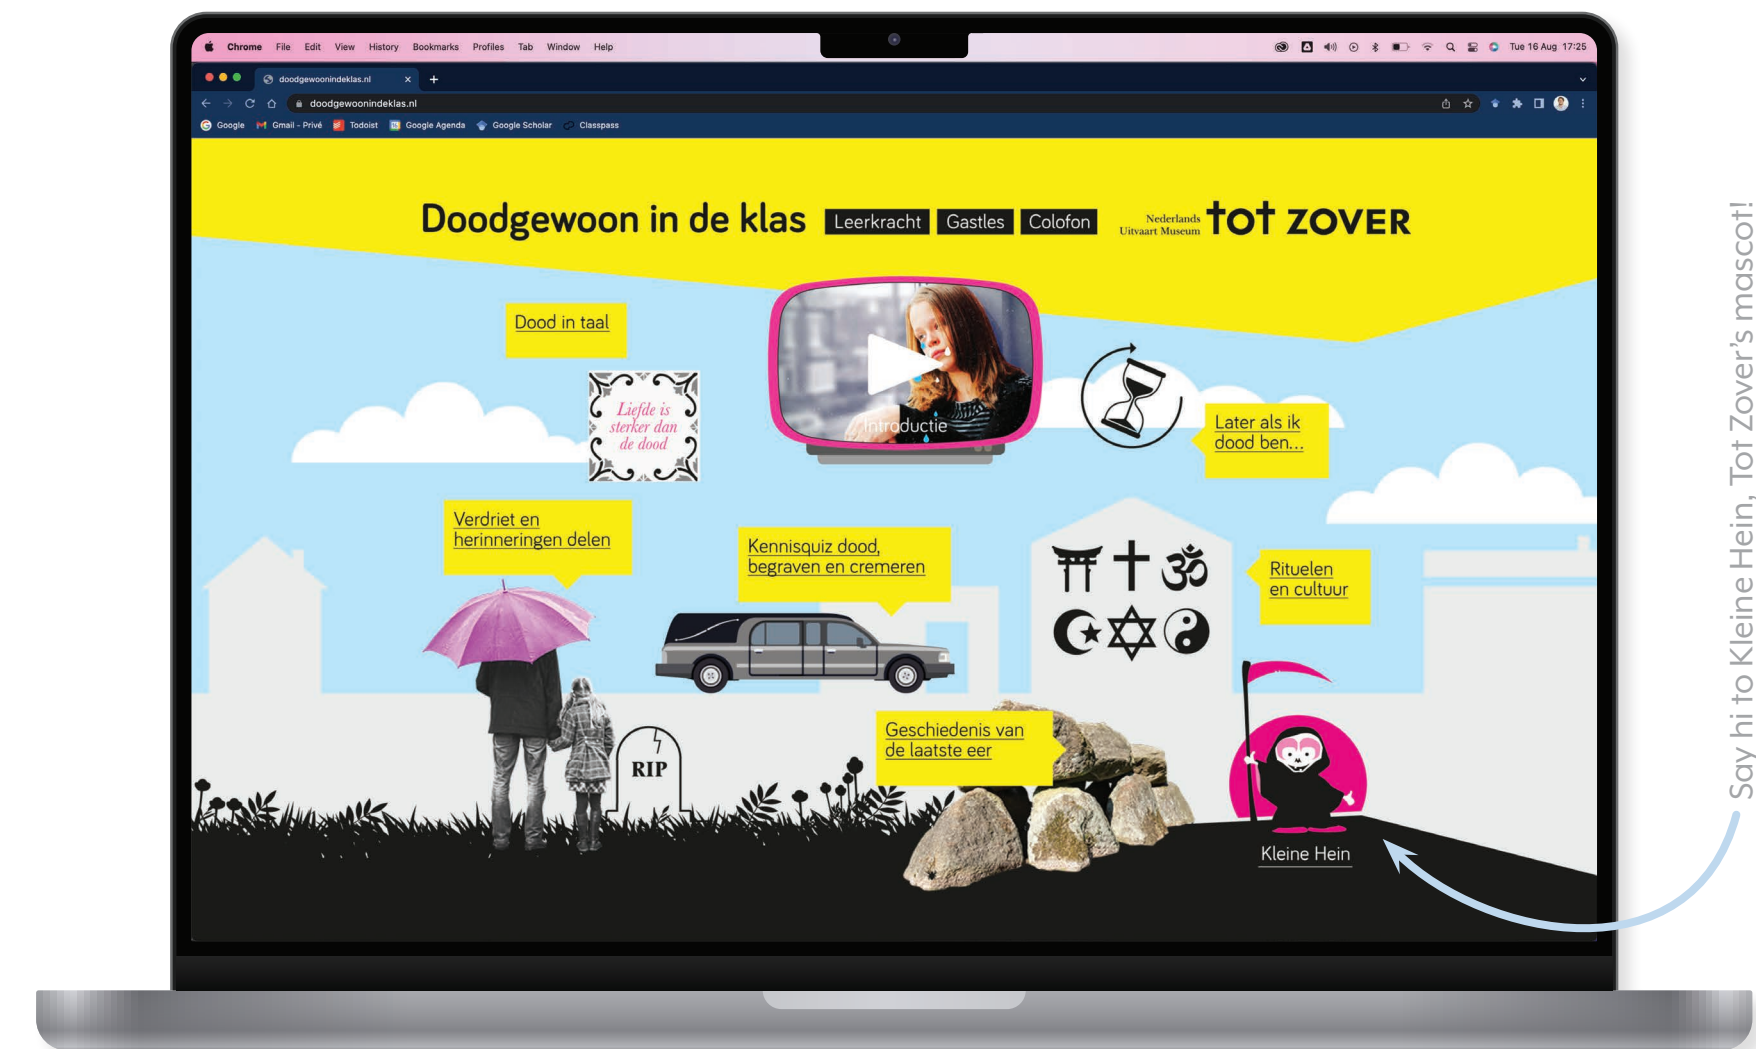 Chrome File Edit View History Bookmarks Profiles Tab Window Help
Tue 16 Aug 17:25
doodgewoonindeklas.nl
doodgewoonindeklas.nl
Google Gmail - Privé Todoist Google Agenda Google Scholar Classpass
Doodgewoon in de klas
Leerkracht Gastles Colofon
Nederlands
Uitvaart Museum
tot zover
Dood in taal
Liefde is
sterker dan
de dood
Introductie
Later als ik
dood ben...
Verdriet en
herinneringen delen
Kennisquiz dood,
begraven en cremeren
Rituelen
en cultuur
RIP
Geschiedenis van
de laatste eer
Kleine Hein
Say hi to Kleine Hein, Tot Zover's mascot!